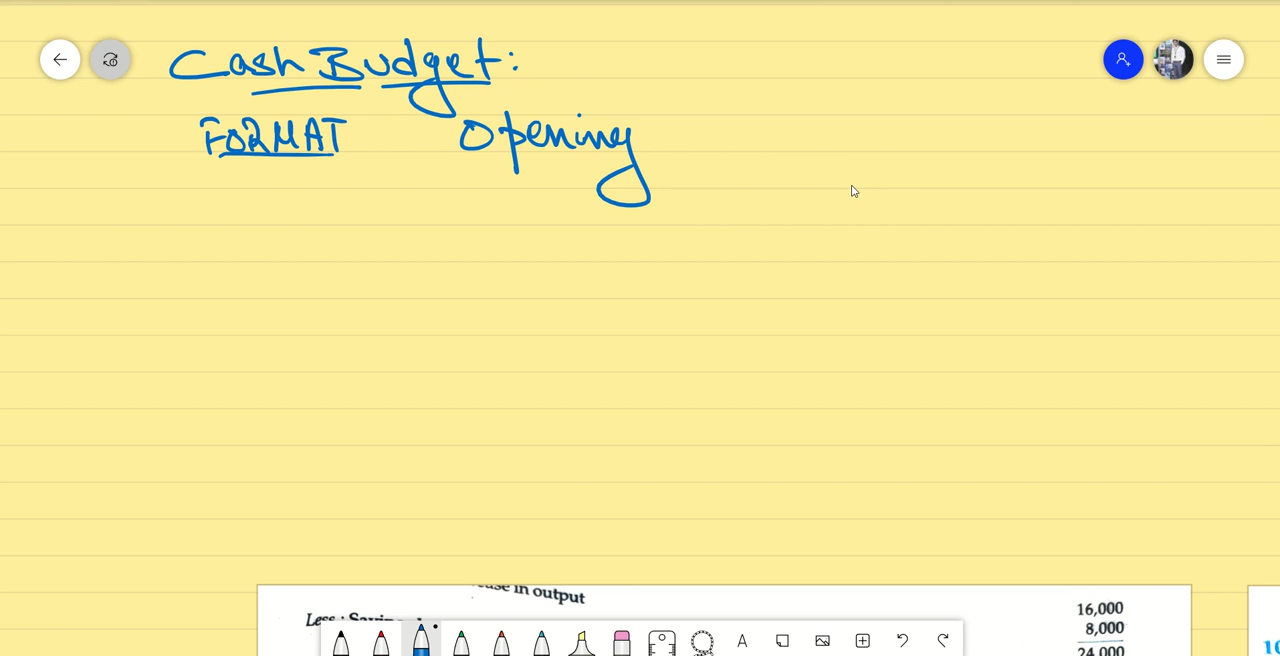 Cash Budget:
FORMAT Opening
in output
16,000
8,000
24,000
A